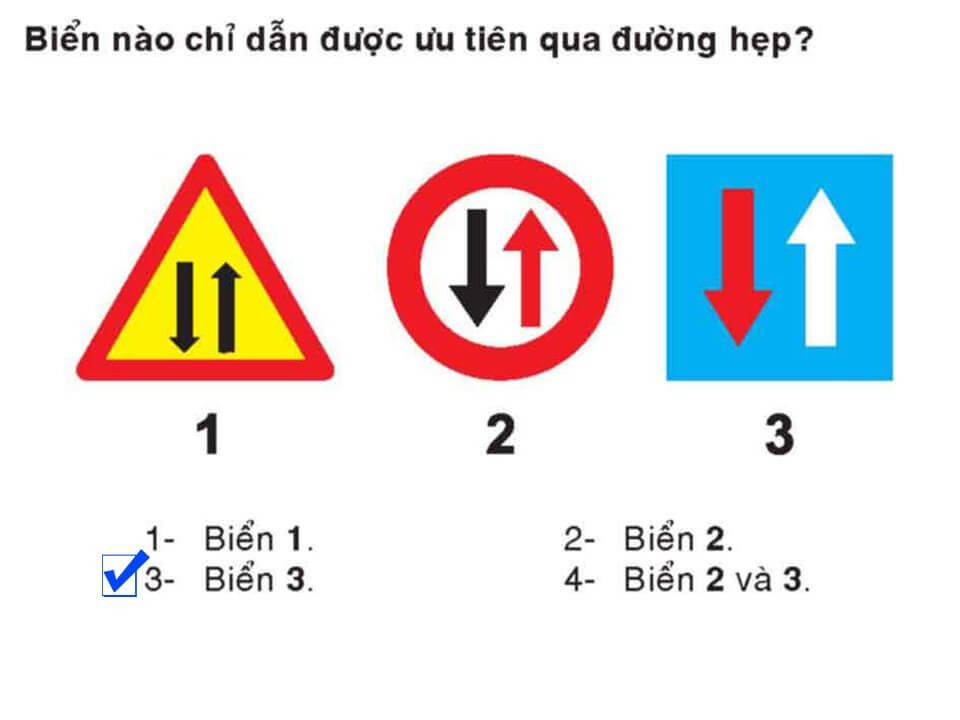 Biển nào chỉ dẫn được ưu tiên qua đường hẹp?
1 2 3
1- Biển 1. 2- Biển 2.
3- Biển 3. 4- Biển 2 và 3.